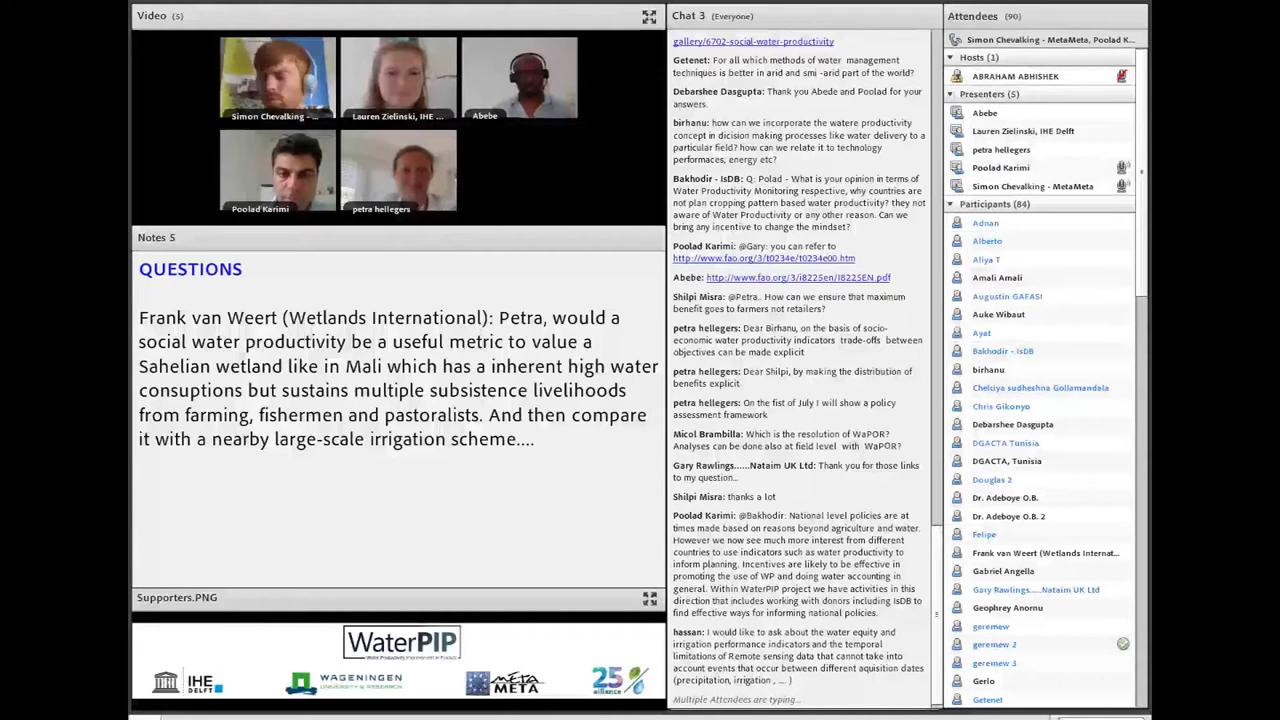 Video (5)
Simon Chevalking - ...
Lauren Zielinski, IHE ...
Abebe
Poolad Karimi
petra hellegers
Notes 5
QUESTIONS
Frank van Weert (Wetlands International): Petra, would a
social water productivity be a useful metric to value a
Sahelian wetland like in Mali which has a inherent high water
consuptions but sustains multiple subsistence livelihoods
from farming, fishermen and pastoralists. And then compare
it with a nearby large-scale irrigation scheme....
Supporters.PNG
WaterPIP
Water Productivity Improvement in Practice
IHE
DELFT
WAGENINGEN
UNIVERSITY & RESEARCH
META
META
25
alliance
Chat 3 (Everyone)
gallery/6702-social-water-productivity
Getenet: For all which methods of water management
techniques is better in arid and smi -arid part of the world?
Debarshee Dasgupta: Thank you Abede and Poolad for your
answers.
birhanu: how can we incorporate the watere productivity
concept in dicision making processes like water delivery to a
particular field? how can we relate it to technology
performaces, energy etc?
Bakhodir - IsDB: Q: Polad - What is your opinion in terms of
Water Productivity Monitoring respective, why countries are
not plan cropping pattern based water productivity? they not
aware of Water Productivity or any other reason. Can we
bring any incentive to change the mindset?
Poolad Karimi: @Gary: you can refer to
http://www.fao.org/3/t0234e/t0234e00.htm
Abebe: http://www.fao.org/3/i8225en/I8225EN.pdf
Shilpi Misra: @Petra.. How can we ensure that maximum
benefit goes to farmers not retailers?
petra hellegers: Dear Birhanu, on the basis of socio-
economic water productivity indicators trade-offs between
objectives can be made explicit
petra hellegers: Dear Shilpi, by making the distribution of
benefits explicit
petra hellegers: On the fist of July I will show a policy
assessment framework
Micol Brambilla: Which is the resolution of WaPOR?
Analyses can be done also at field level with WaPOR?
Gary Rawlings......Nataim UK Ltd: Thank you for those links
to my question...
Shilpi Misra: thanks a lot
Poolad Karimi: @Bakhodir: National level policies are at
times made based on reasons beyond agriculture and water.
However we now see much more interest from different
countries to use indicators such as water productivity to
inform planning. Incentives are likely to be effective in
promoting the use of WP and doing water accounting in
general. Within WaterPIP project we have activities in this
direction that includes working with donors including IsDB to
find effective ways for informing national policies.
hassan: I would like to ask about the water equity and
irrigation performance indicators and the temporal
limitations of Remote sensing data that cannot take into
account events that occur between different aquisition dates
(precipitation, irrigation , .... )
Multiple Attendees are typing...
Attendees (90)
Simon Chevalking - MetaMeta, Poolad K...
Hosts (1)
ABRAHAM ABHISHEK
Presenters (5)
Abebe
Lauren Zielinski, IHE Delft
petra hellegers
Poolad Karimi
Simon Chevalking - MetaMeta
Participants (84)
Adnan
Alberto
Aliya T
Amali Amali
Augustin GAFASI
Auke Wibaut
Ayat
Bakhodir - IsDB
birhanu
Chelciya sudheshna Gollamandala
Chris Gikonyo
Debarshee Dasgupta
DGACTA Tunisia
DGACTA, Tunisia
Douglas 2
Dr. Adeboye O.B.
Dr. Adeboye O.B. 2
Felipe
Frank van Weert (Wetlands Internat...
Gabriel Angella
Gary Rawlings......Nataim UK Ltd
Geophrey Anornu
geremew
geremew 2
geremew 3
Gerlo
Getenet